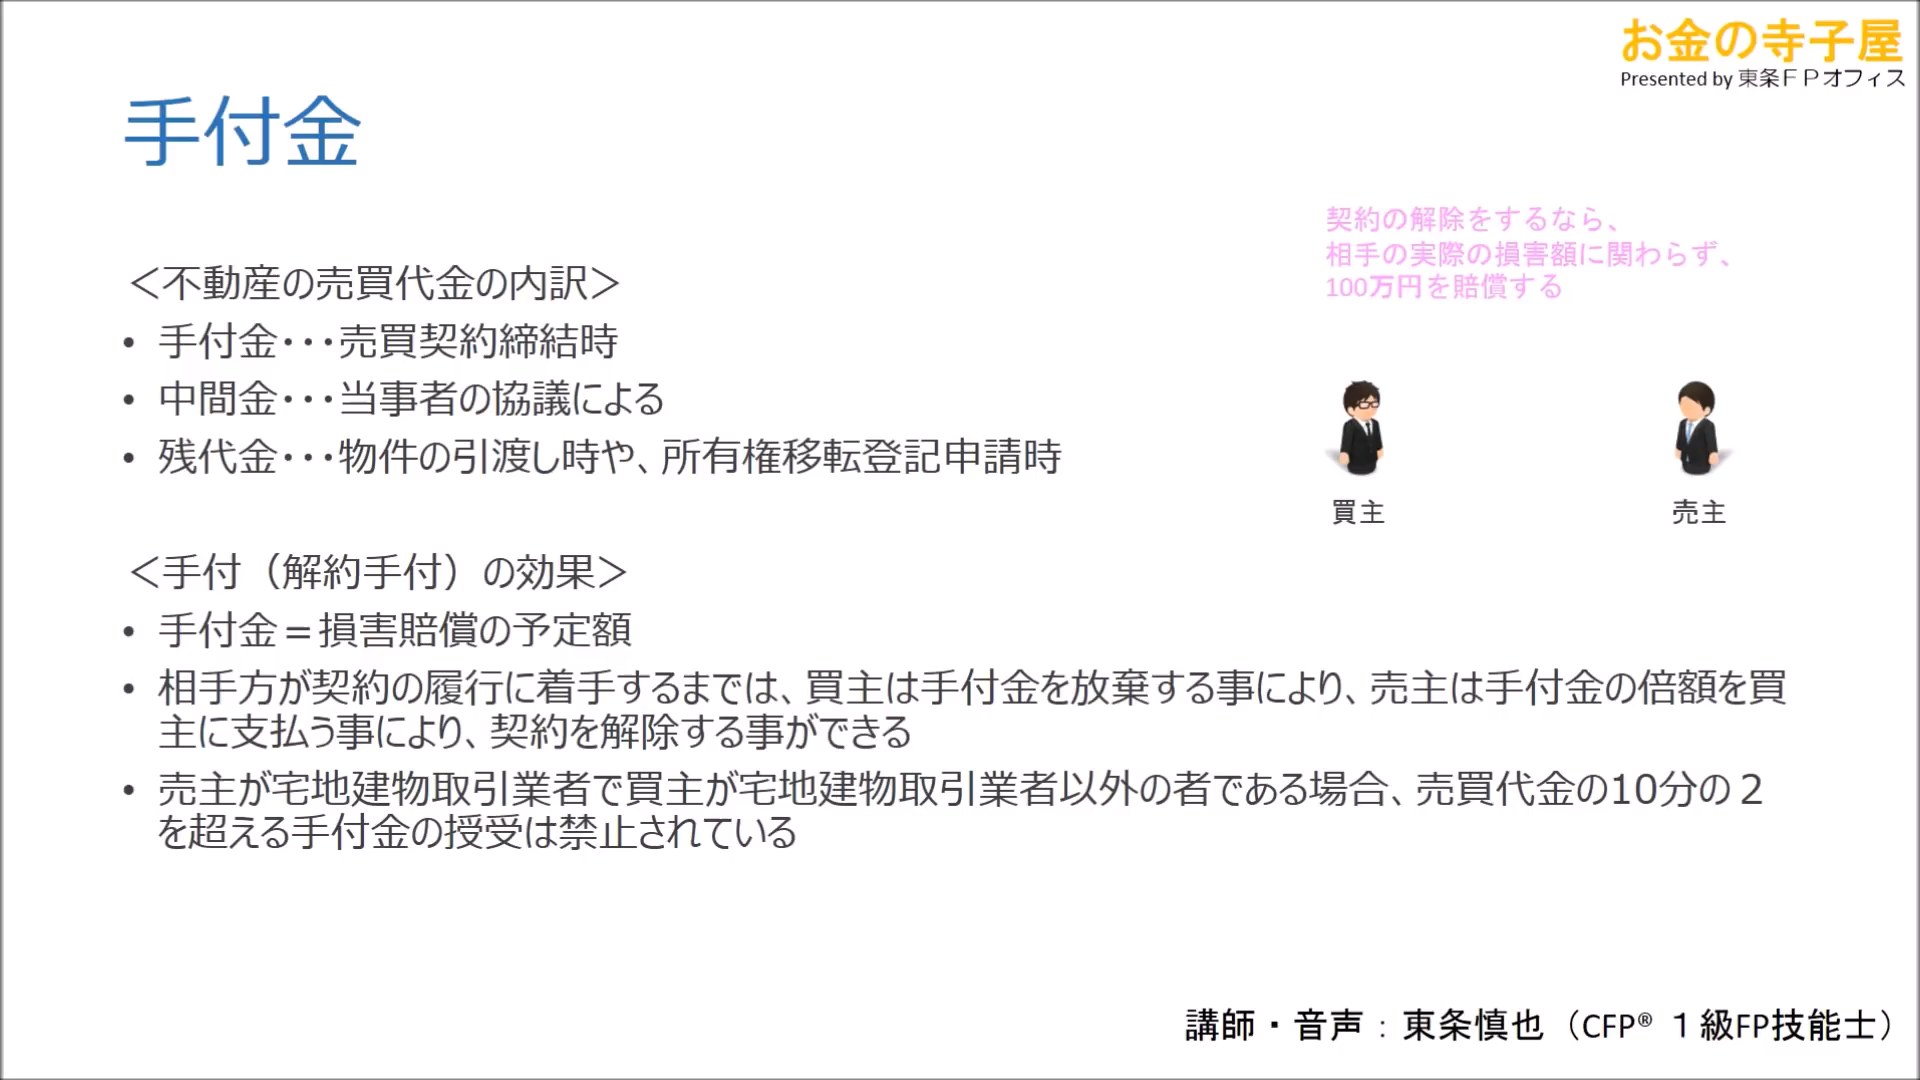 お金の寺子屋
Presented by 東条ＦＰオフィス
手付金
契約の解除をするなら、
相手の実際の損害額に関わらず、
100万円を賠償する
＜不動産の売買代金の内訳＞
• 手付金･･･売買契約締結時
• 中間金･･･当事者の協議による
• 残代金･･･物件の引渡し時や、所有権移転登記申請時
買主
売主
＜手付（解約手付）の効果＞
• 手付金＝損害賠償の予定額
• 相手方が契約の履行に着手するまでは、買主は手付金を放棄する事により、売主は手付金の倍額を買
主に支払う事により、契約を解除する事ができる
• 売主が宅地建物取引業者で買主が宅地建物取引業者以外の者である場合、売買代金の10分の２
を超える手付金の授受は禁止されている
講師・音声：東条慎也（CFP® １級FP技能士）